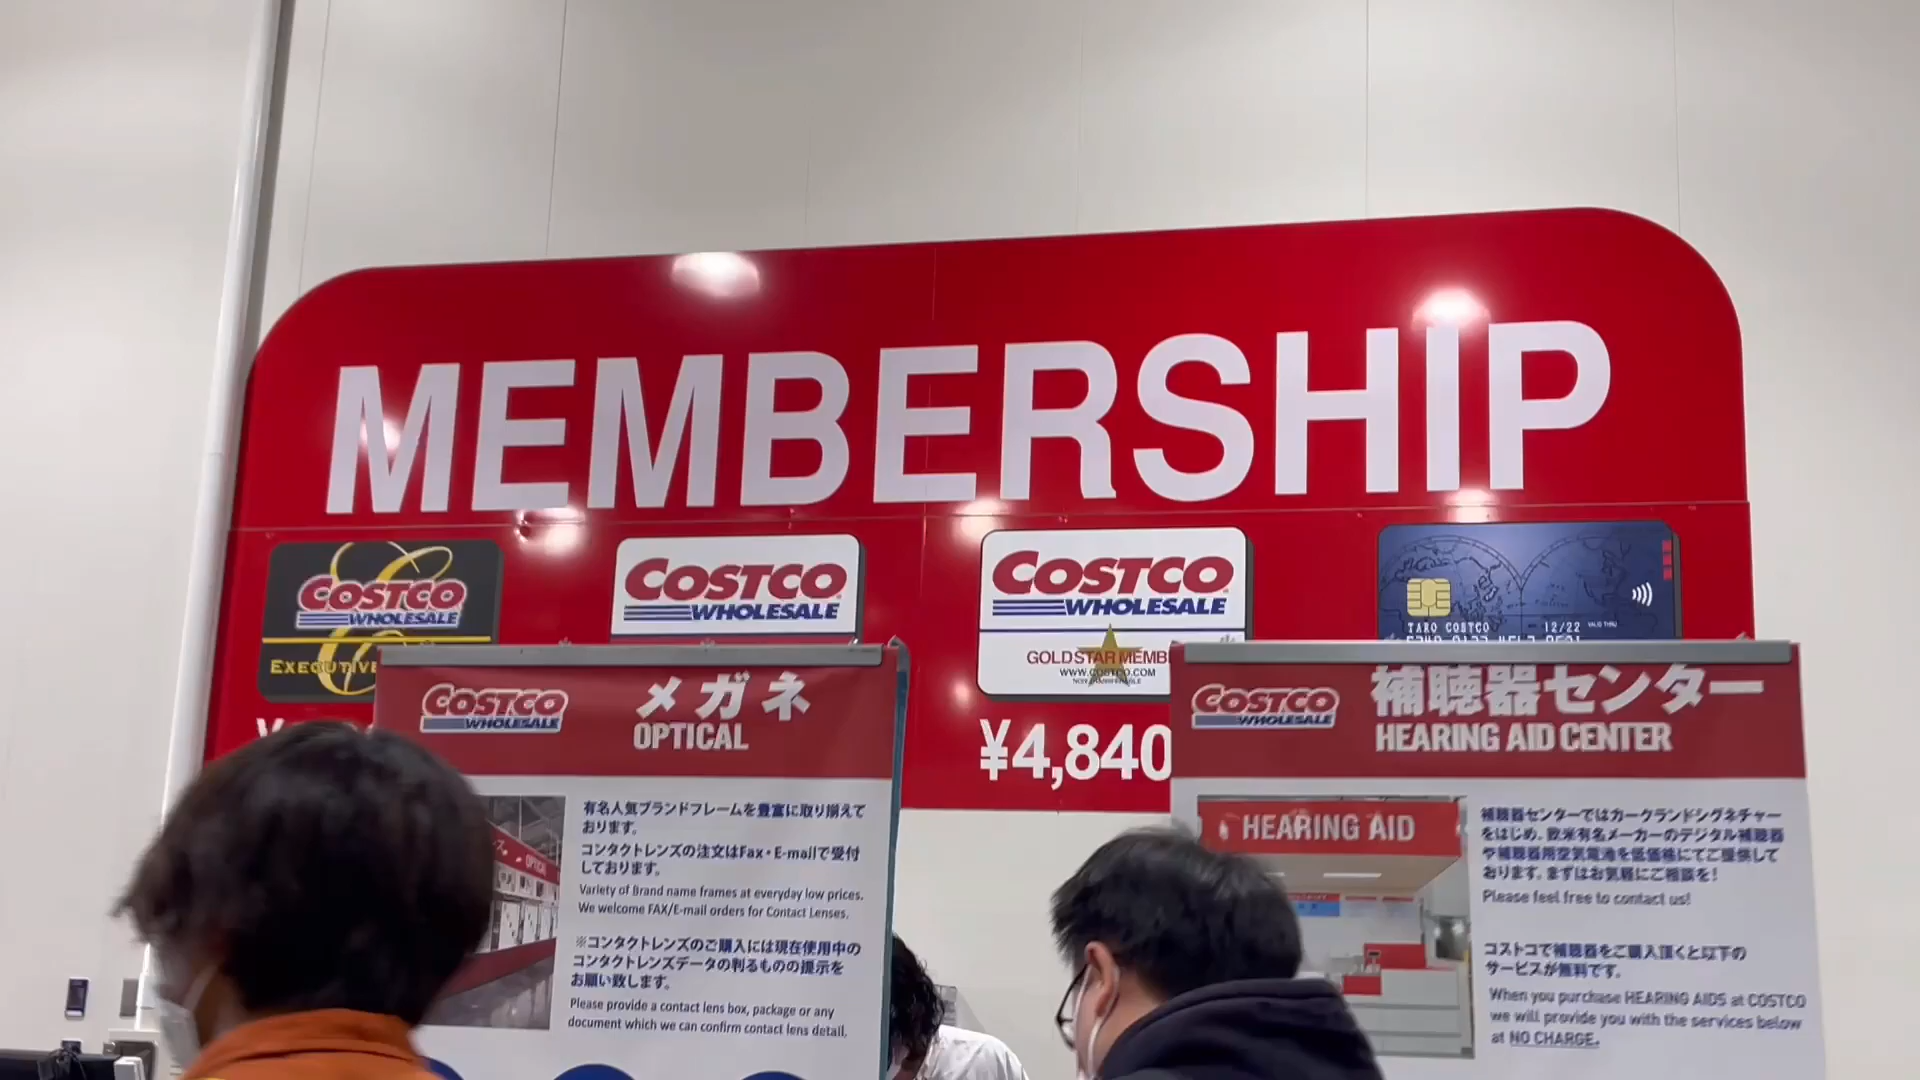 MEMBERSHIP
COSTCO
WHOLESALE
EXECUTIVE
COSTCO
WHOLESALE
COSTCO
WHOLESALE
GOLD STAR
WWW.COSTCO.COM
¥4,840
TARO COSTCO 12/22
COSTCO
WHOLESALE
メガネ
OPTICAL
有名人気ブランドフレームを豊富に取り揃えて
おります。
コンタクトレンズの注文はFax・E-mailで受付
しております。
Variety of Brand name frames at everyday low prices.
We welcome FAX/E-mail orders for Contact Lenses.
※コンタクトレンズのご購入には現在使用中の
コンタクトレンズデータの判るものの提示を
お願い致します。
Please provide a contact lens box, package or any
document which we can confirm contact lens detail.
COSTCO
WHOLESALE
補聴器センター
HEARING AID CENTER
HEARING AID
補聴器センターではカークランドシグネチャー
をはじめ、欧米有名メーカーのデジタル補聴器
や補聴器用空気電池を低価格にてご提供して
おります。まずはお気軽にご相談を!
Please feel free to contact us!
コストコで補聴器をご購入頂くと以下の
サービスが無料です。
When you purchase HEARING AIDS at COSTCO
we will provide you with the services below
at NO CHARGE.